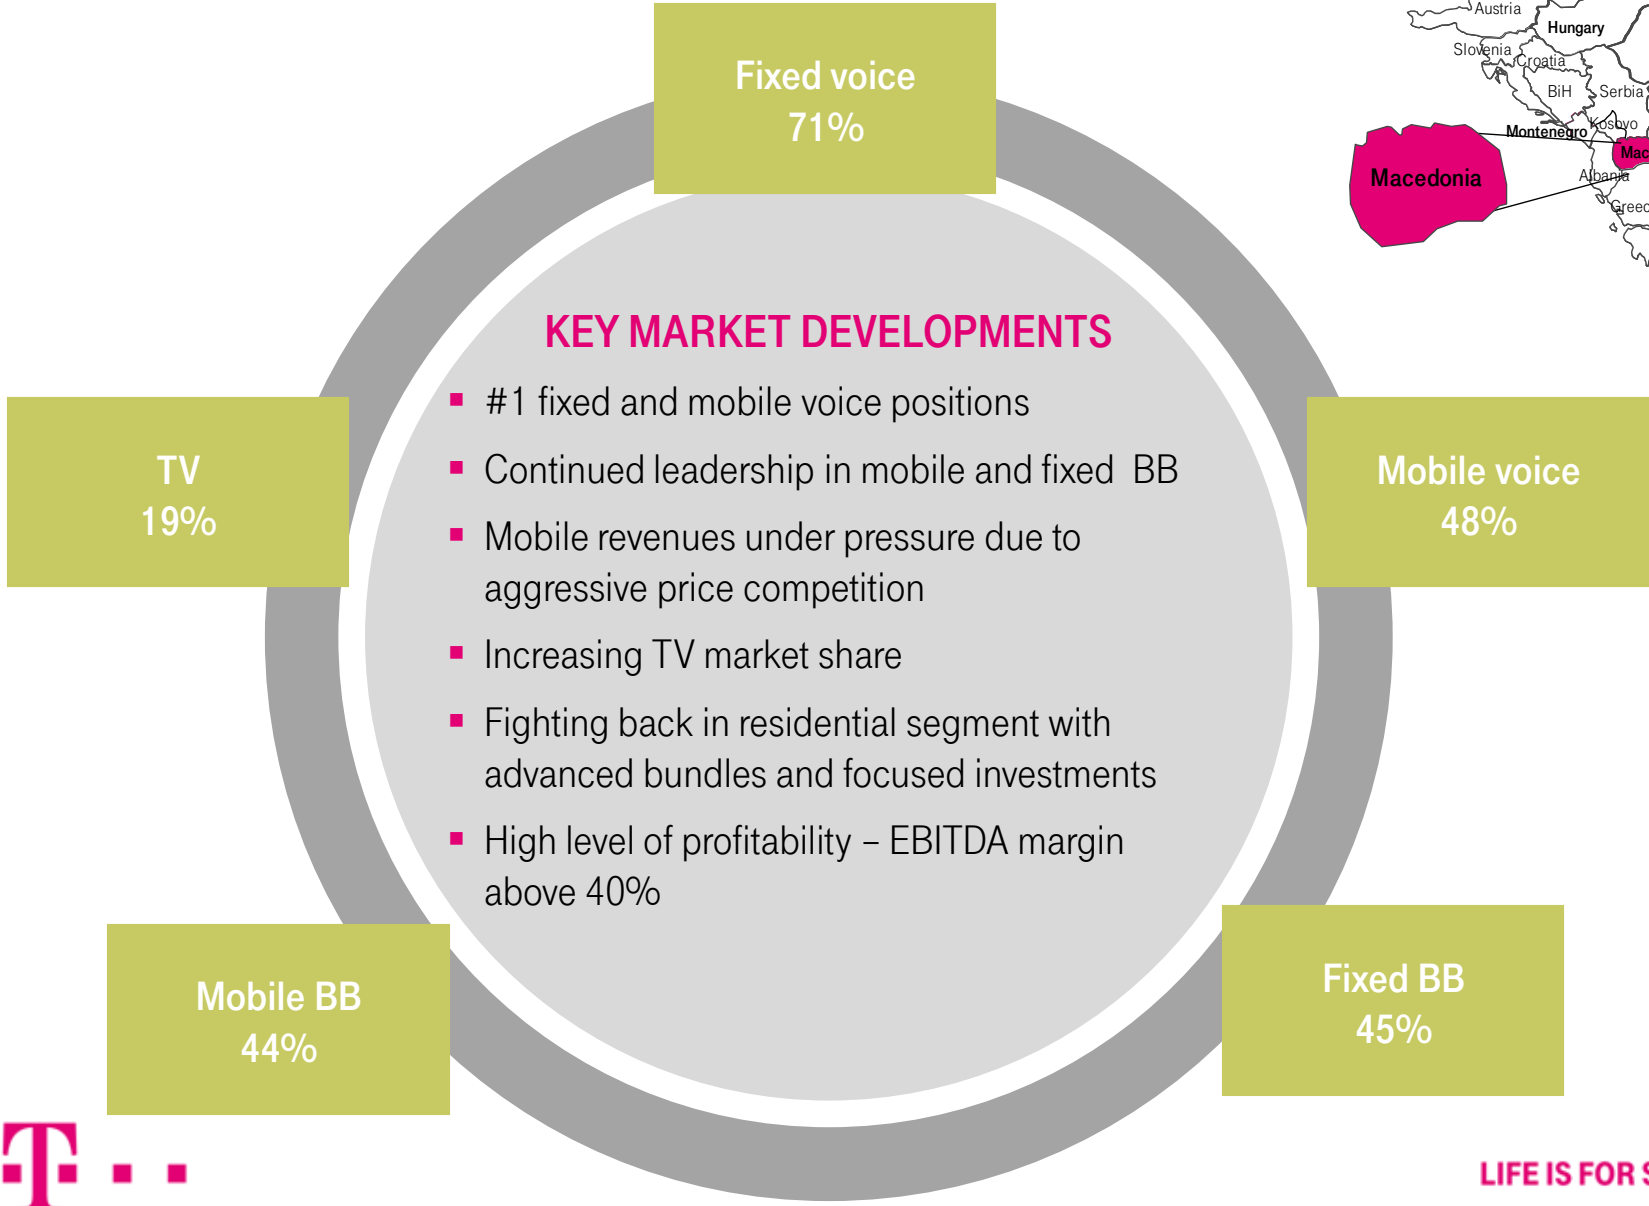 Fixed voice
71%
Austria
Hungary
Slovenia
Croatia
BiH
Serbia
Kosovo
Montenegro
Macedonia
Albania
KEY MARKET DEVELOPMENTS
▪ #1 fixed and mobile voice positions
▪ Continued leadership in mobile and fixed BB
▪ Mobile revenues under pressure due to
aggressive price competition
▪ Increasing TV market share
▪ Fighting back in residential segment with
advanced bundles and focused investments
▪ High level of profitability – EBITDA margin
above 40%
TV
19%
Mobile voice
48%
Mobile BB
44%
Fixed BB
45%
T
LIFE IS FOR